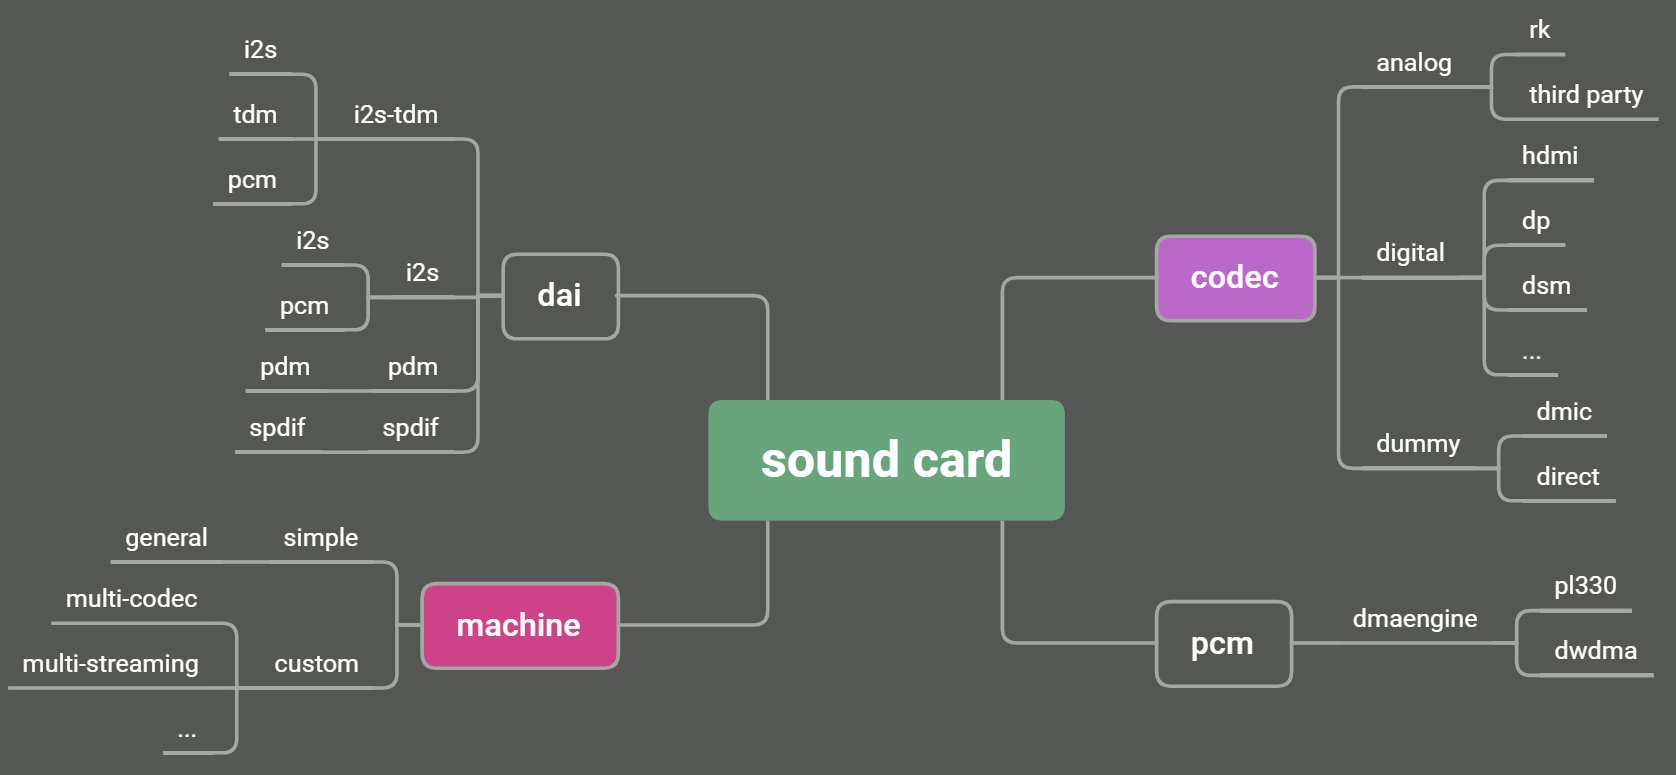 sound card
dai
i2s-tdm
i2s
tdm
pcm
i2s
i2s
pcm
pdm
pdm
spdif
spdif
machine
simple
general
custom
multi-codec
multi-streaming
...
codec
analog
rk
third party
digital
hdmi
dp
dsm
...
dummy
dmic
direct
pcm
dmaengine
pl330
dwdma